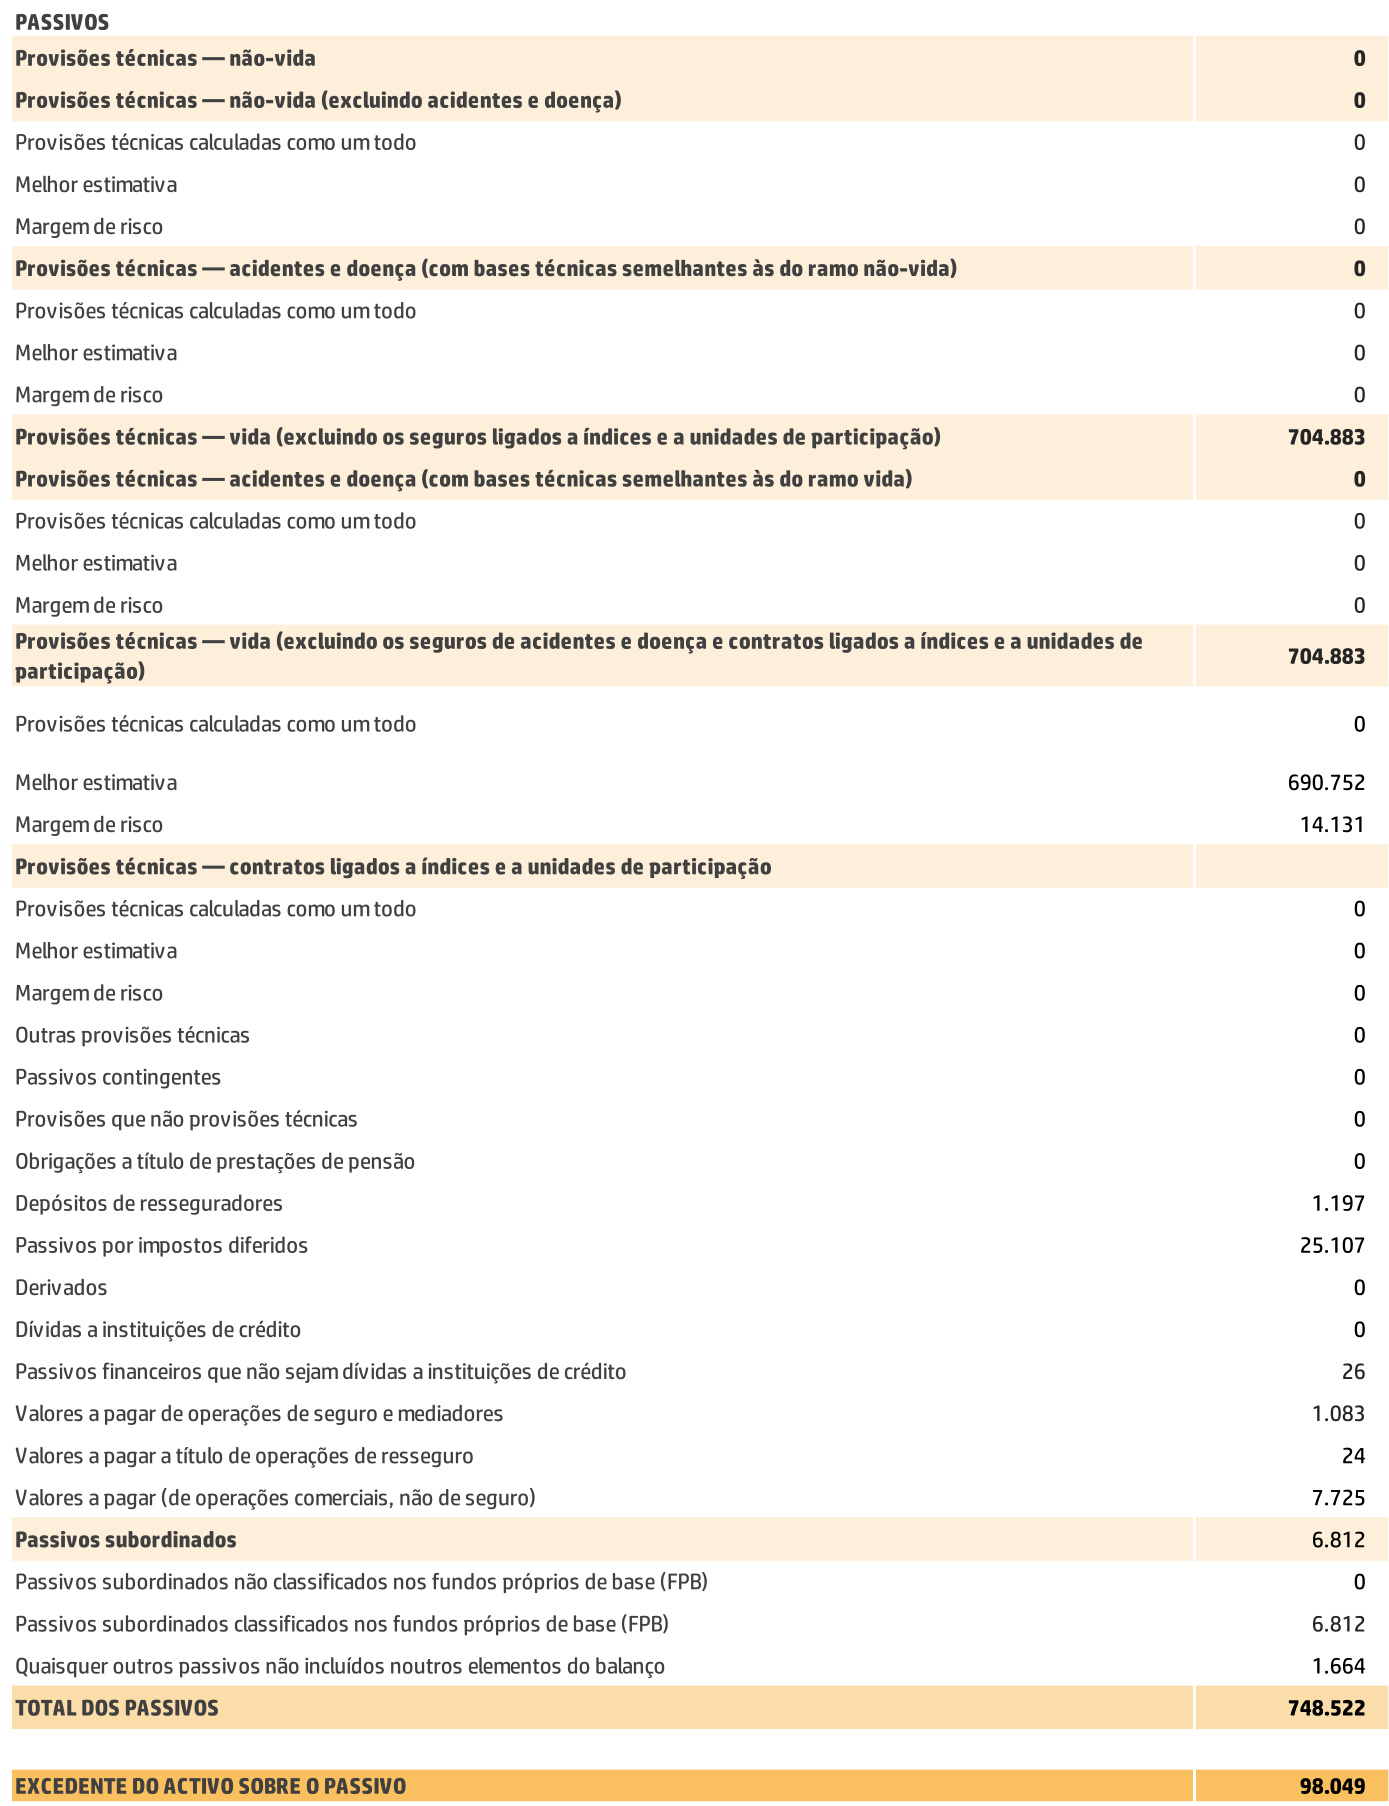 PASSIVOS
Provisões técnicas — não-vida 0
Provisões técnicas — não-vida (excluindo acidentes e doença) 0
Provisões técnicas calculadas como um todo 0
Melhor estimativa 0
Margem de risco 0
Provisões técnicas — acidentes e doença (com bases técnicas semelhantes às do ramo não-vida) 0
Provisões técnicas calculadas como um todo 0
Melhor estimativa 0
Margem de risco 0
Provisões técnicas — vida (excluindo os seguros ligados a índices e a unidades de participação) 704.883
Provisões técnicas — acidentes e doença (com bases técnicas semelhantes às do ramo vida) 0
Provisões técnicas calculadas como um todo 0
Melhor estimativa 0
Margem de risco 0
Provisões técnicas — vida (excluindo os seguros de acidentes e doença e contratos ligados a índices e a unidades de
participação) 704.883
Provisões técnicas calculadas como um todo 0
Melhor estimativa 690.752
Margem de risco 14.131
Provisões técnicas — contratos ligados a índices e a unidades de participação
Provisões técnicas calculadas como um todo 0
Melhor estimativa 0
Margem de risco 0
Outras provisões técnicas 0
Passivos contingentes 0
Provisões que não provisões técnicas 0
Obrigações a título de prestações de pensão 0
Depósitos de resseguradores 1.197
Passivos por impostos diferidos 25.107
Derivados 0
Dívidas a instituições de crédito 0
Passivos financeiros que não sejam dívidas a instituições de crédito 26
Valores a pagar de operações de seguro e mediadores 1.083
Valores a pagar a título de operações de resseguro 24
Valores a pagar (de operações comerciais, não de seguro) 7.725
Passivos subordinados 6.812
Passivos subordinados não classificados nos fundos próprios de base (FPB) 0
Passivos subordinados classificados nos fundos próprios de base (FPB) 6.812
Quaisquer outros passivos não incluídos noutros elementos do balanço 1.664
TOTAL DOS PASSIVOS 748.522
EXCEDENTE DO ACTIVO SOBRE O PASSIVO 98.049